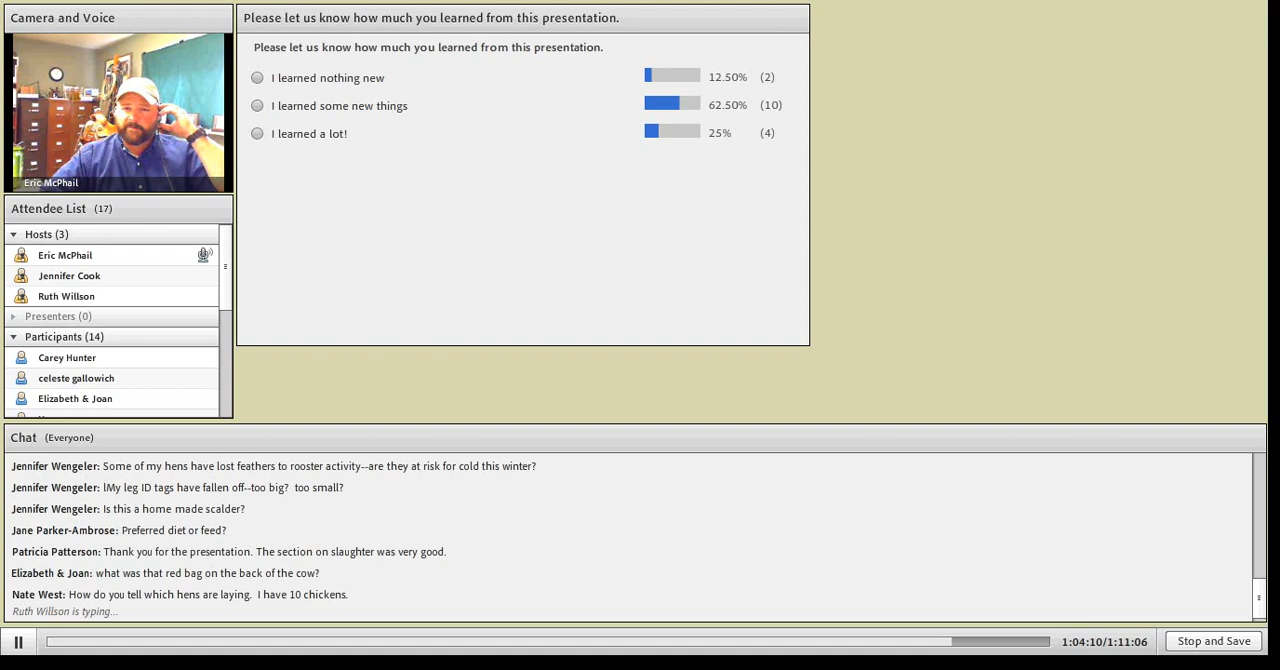 Camera and Voice
Eric McPhail
Attendee List (17)
Hosts (3)
Eric McPhail
Jennifer Cook
Ruth Willson
Presenters (0)
Participants (14)
Carey Hunter
celeste gallowich
Elizabeth & Joan
Please let us know how much you learned from this presentation.
Please let us know how much you learned from this presentation.
I learned nothing new 12.50% (2)
I learned some new things 62.50% (10)
I learned a lot! 25% (4)
Chat (Everyone)
Jennifer Wengeler: Some of my hens have lost feathers to rooster activity--are they at risk for cold this winter?
Jennifer Wengeler: lMy leg ID tags have fallen off--too big? too small?
Jennifer Wengeler: Is this a home made scalder?
Jane Parker-Ambrose: Preferred diet or feed?
Patricia Patterson: Thank you for the presentation. The section on slaughter was very good.
Elizabeth & Joan: what was that red bag on the back of the cow?
Nate West: How do you tell which hens are laying. I have 10 chickens.
Ruth Willson is typing...
1:04:10/1:11:06
Stop and Save